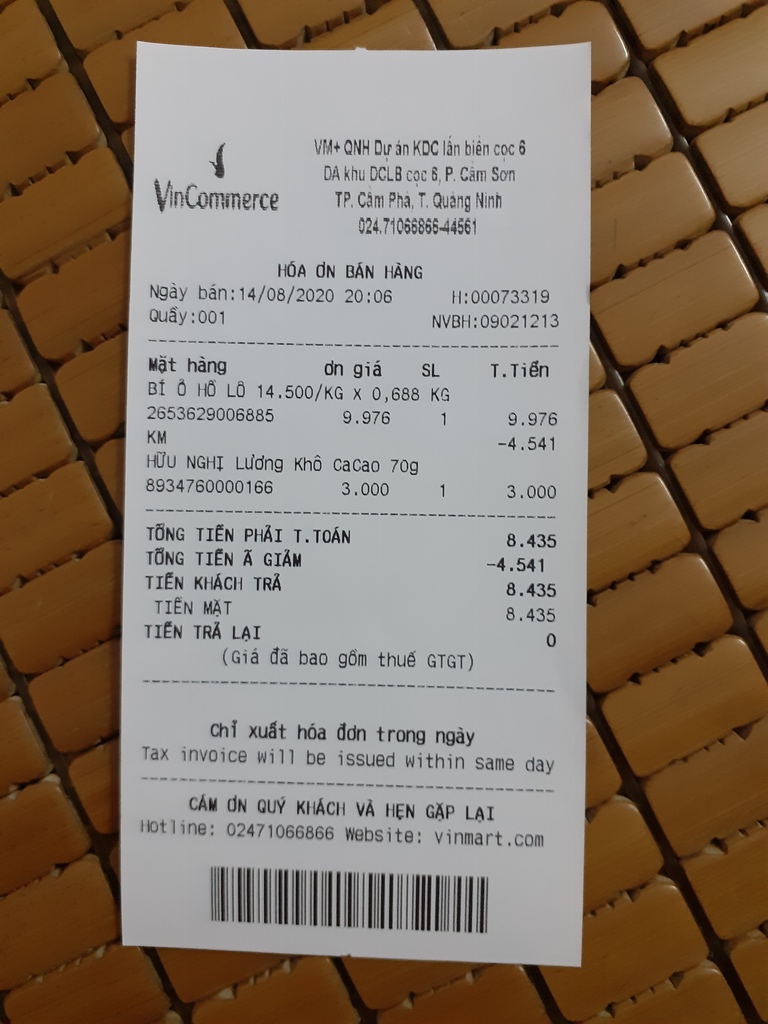 VinCommerce
VM+ QNH Dự án KDC lấn biển cọc 6
DA khu DCLB cọc 6, P. Cẩm Sơn
TP. Cẩm Phả, T. Quảng Ninh
024.71066866-44561
HÓA ƠN BÁN HÀNG
Ngày bán:14/08/2020 20:06 H:00073319
Quầy:001 NVBH:09021213
Mặt hàng ơn giá SL T.Tiền
BÍ Ô HỒ LÔ 14.500/KG X 0,688 KG
2653629006885 9.976 1 9.976
KM -4.541
HỮU NGHỊ Lương Khô CaCao 70g
8934760000166 3.000 1 3.000
TỔNG TIỀN PHẢI T.TOÁN 8.435
TỔNG TIỀN Ã GIẢM -4.541
TIỀN KHÁCH TRẢ 8.435
TIỀN MẶT 8.435
TIỀN TRẢ LẠI 0
(Giá đã bao gồm thuế GTGT)
Chỉ xuất hóa đơn trong ngày
Tax invoice will be issued within same day
CẢM ƠN QUÝ KHÁCH VÀ HẸN GẶP LẠI
Hotline: 02471066866 Website: vinmart.com